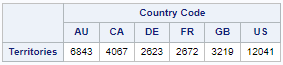 Country Code
AU CA DE FR GB US
Territories 6843 4067 2623 2672 3219 12041